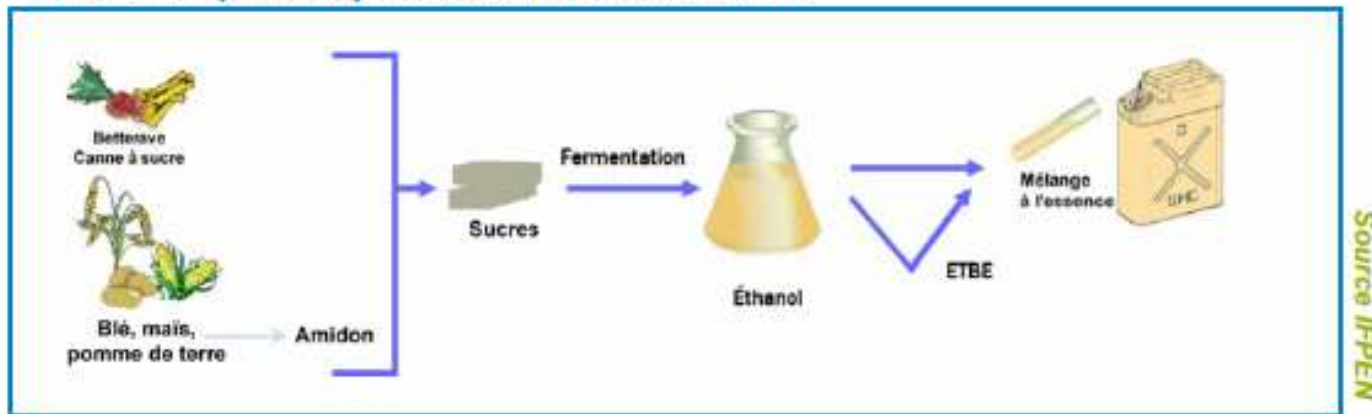 Betterave
Canne à sucre
Blé, maïs,
pomme de terre
Amidon
Sucres
Fermentation
Éthanol
ETBE
Mélange
à l'essence
Source IFPEN